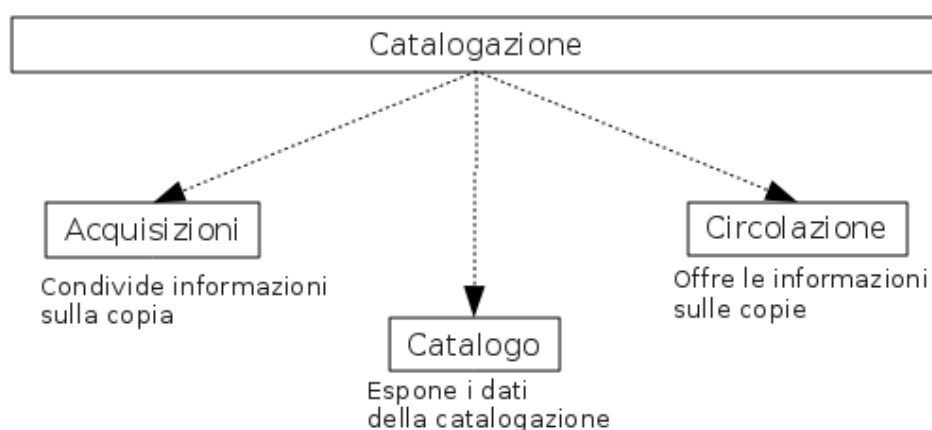 Catalogazione
Acquisizioni
Condivide informazioni
sulla copia
Circolazione
Offre le informazioni
sulle copie
Catalogo
Espone i dati
della catalogazione